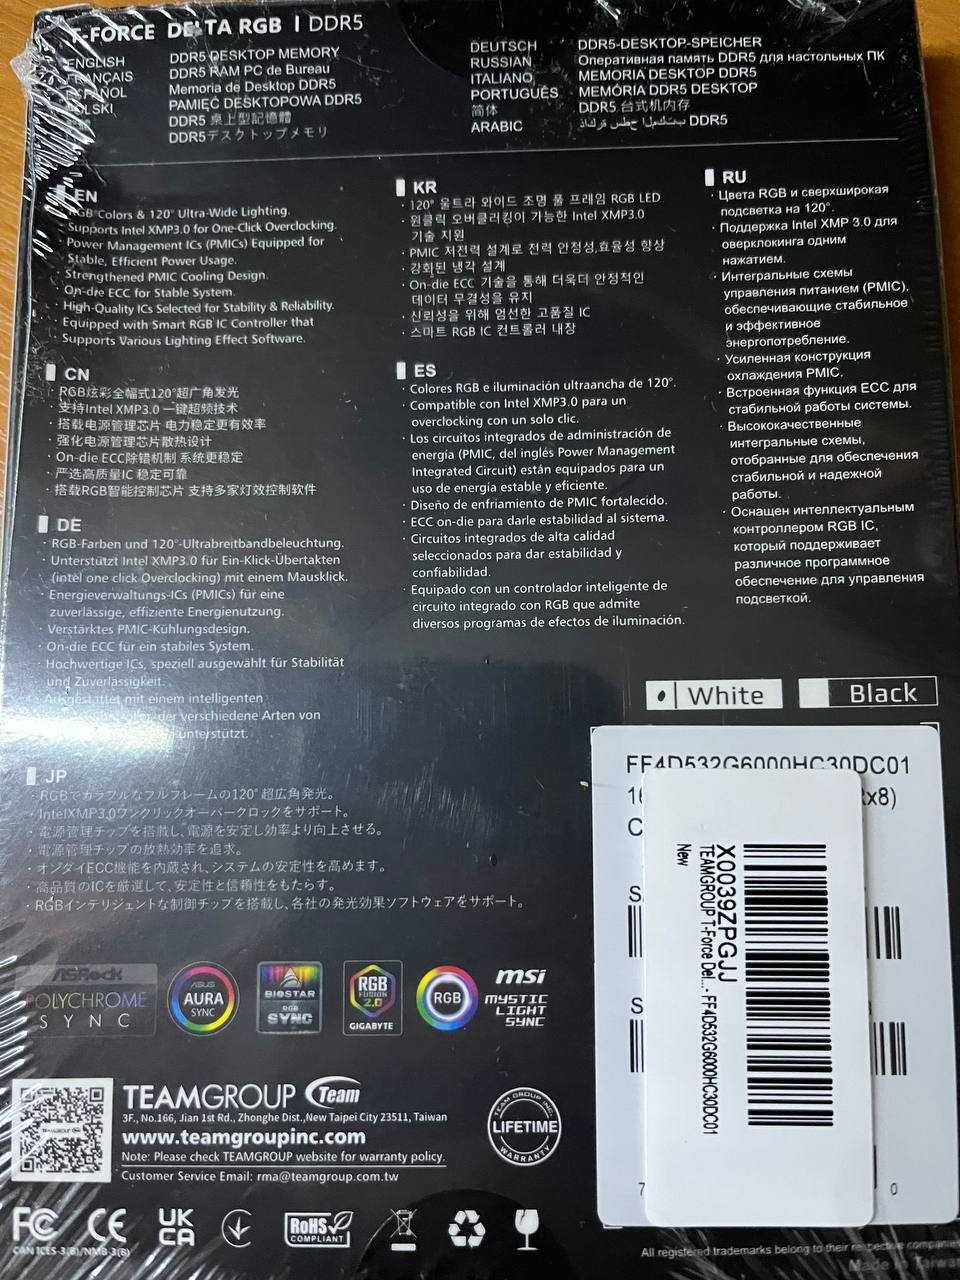 T-FORCE DELTA RGB | DDR5
ENGLISH DDR5 DESKTOP MEMORY
FRANÇAIS DDR5 RAM PC de Bureau
ESPAÑOL Memoria de Desktop DDR5
POLSKI PAMIĘĆ DESKTOPOWA DDR5
DDR5 桌上型記憶體
DDR5デスクトップメモリ
DEUTSCH DDR5-DESKTOP-SPEICHER
RUSSIAN Оперативная память DDR5 для настольных ПК
ITALIANO MEMORIA DESKTOP DDR5
PORTUGUÊS MEMÓRIA DDR5 DESKTOP
简体 DDR5 台式机内存
ARABIC DDR5
EN
RGB Colors & 120° Ultra-Wide Lighting.
Supports Intel XMP3.0 for One-Click Overclocking.
· Power Management ICs (PMICs) Equipped for
Stable, Efficient Power Usage.
· Strengthened PMIC Cooling Design.
· On-die ECC for Stable System.
· High-Quality ICs Selected for Stability & Reliability.
· Equipped with Smart RGB IC Controller that
Supports Various Lighting Effect Software.
CN
· RGB炫彩全幅式120°超广角发光
· 支持Intel XMP3.0 一键超频技术
· 搭载电源管理芯片 电力稳定更有效率
· 强化电源管理芯片散热设计
· On-die ECC除错机制 系统更稳定
· 严选高质量IC 稳定可靠
· 搭载RGB智能控制芯片 支持多家灯效控制软件
DE
· RGB-Farben und 120°-Ultrabreitbandbeleuchtung.
· Unterstützt Intel XMP3.0 für Ein-Klick-Übertakten
(intel one click Overclocking) mit einem Mausklick.
· Energieverwaltungs-ICs (PMICs) für eine
zuverlässige, effiziente Energienutzung.
· Verstärktes PMIC-Kühlungsdesign.
· On-die ECC für ein stabiles System.
· Hochwertige ICs, speziell ausgewählt für Stabilität
und Zuverlässigkeit.
· Ausgestattet mit einem intelligenten
der verschiedene Arten von
unterstützt.
JP
· RGBでカラフルなフルフレームの120° 超広角発光。
· IntelXMP3.0ワンクリックオーバークロックをサポート。
· 電源管理チップを搭載し、電源を安定し効率より向上させる。
· 電源管理チップの放熱効率を追求。
· オンダイECC機能を内蔵され、システムの安定性を高めます。
· 高品質のICを厳選して、安定性と信頼性をもたらす。
· RGBインテリジェントな制御チップを搭載し、各社の発光効果ソフトウェアをサポート。
KR
· 120° 울트라 와이드 조명 풀 프레임 RGB LED
· 원클릭 오버클러킹이 가능한 Intel XMP3.0
기술 지원
· PMIC 저전력 설계로 전력 안정성,효율성 향상
· 강화된 냉각 설계
· On-die ECC 기술을 통해 더욱더 안정적인
데이터 무결성을 유지
· 신뢰성을 위해 엄선한 고품질 IC
· 스마트 RGB IC 컨트롤러 내장
ES
· Colores RGB e iluminación ultraancha de 120°.
· Compatible con Intel XMP3.0 para un
overclocking con un solo clic.
· Los circuitos integrados de administración de
energía (PMIC, del inglés Power Management
Integrated Circuit) están equipados para un
uso de energía estable y eficiente.
· Diseño de enfriamiento de PMIC fortalecido.
· ECC on-die para darle estabilidad al sistema.
· Circuitos integrados de alta calidad
seleccionados para dar estabilidad y
confiabilidad.
· Equipado con un controlador inteligente de
circuito integrado con RGB que admite
diversos programas de efectos de iluminación.
RU
· Цвета RGB и сверхширокая
подсветка на 120°.
· Поддержка Intel XMP 3.0 для
оверклокинга одним
нажатием.
· Интегральные схемы
управления питанием (PMIC),
обеспечивающие стабильное
и эффективное
энергопотребление.
· Усиленная конструкция
охлаждения PMIC.
· Встроенная функция ECC для
стабильной работы системы.
· Высококачественные
интегральные схемы,
отобранные для обеспечения
стабильной и надежной
работы.
· Оснащен интеллектуальным
контроллером RGB IC,
который поддерживает
различное программное
обеспечение для управления
подсветкой.
White
Black
FF4D532G6000HC30DC01
X0039ZPGJJ
TEAMGROUP T-Force Del... - FF4D532G6000HC30DC01
New
7 0
ASRock
POLYCHROME
SYNC
ASUS
AURA
SYNC
BIOSTAR
RGB
SYNC
RGB
FUSION
2.0
GIGABYTE
RGB
msi
MYSTIC
LIGHT
SYNC
TEAMGROUP Team
3F., No.166, Jian 1st Rd., Zhonghe Dist.,New Taipei City 23511, Taiwan
www.teamgroupinc.com
Note: Please check TEAMGROUP website for warranty policy.
Customer Service Email: rma@teamgroup.com.tw
TEAM GROUP INC.
LIFETIME
WARRANTY
FC CE UK CA
RoHS
COMPLIANT
CAN ICES-3(B)/NMB-3(B)
All registered trademarks belong to their respective companies.
Made in Taiwan